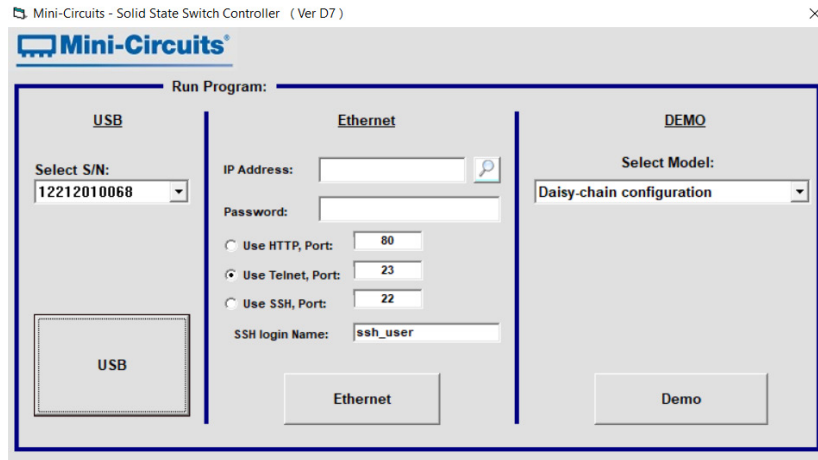 Mini-Circuits - Solid State Switch Controller ( Ver D7 )
Mini-Circuits®
Run Program:
USB
Select S/N:
12212010068
USB
Ethernet
IP Address:
Password:
Use HTTP, Port: 80
Use Telnet, Port: 23
Use SSH, Port: 22
SSH login Name: ssh_user
Ethernet
DEMO
Select Model:
Daisy-chain configuration
Demo